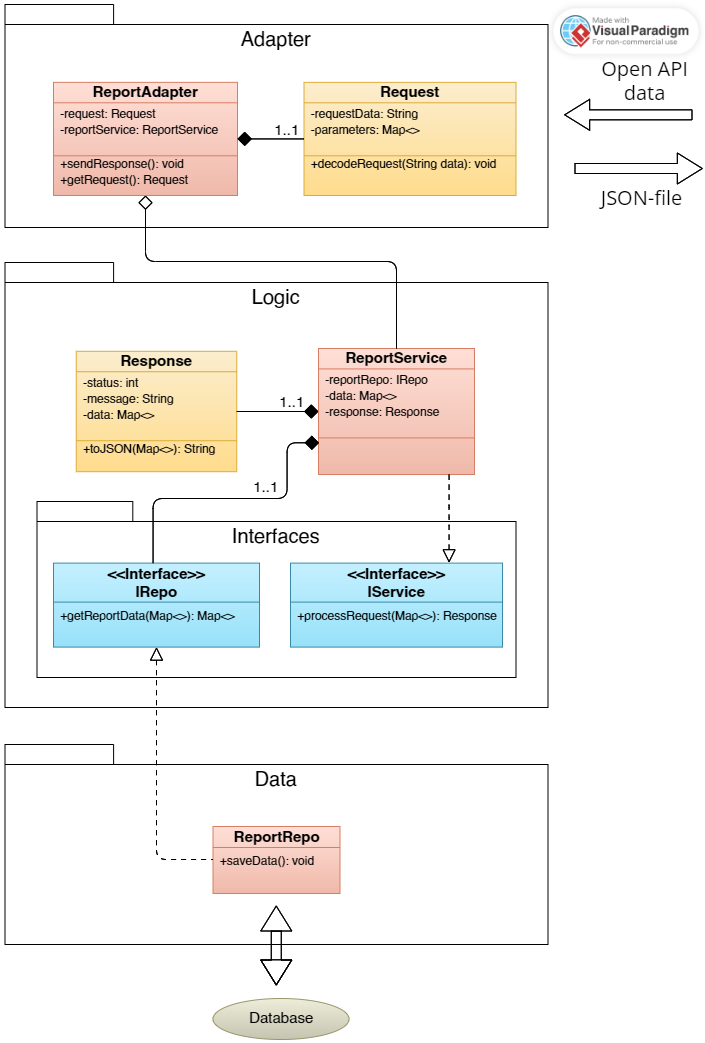 Adapter
Made with
Visual Paradigm
For non-commercial use
Open API
data
JSON-file
ReportAdapter
-request: Request
-reportService: ReportService
+sendResponse(): void
+getRequest(): Request
1..1
Request
-requestData: String
-parameters: Map<>
+decodeRequest(String data): void
Logic
Response
-status: int
-message: String
-data: Map<>
+toJSON(Map<>): String
1..1
ReportService
-reportRepo: IRepo
-data: Map<>
-response: Response
1..1
Interfaces
<<Interface>>
IRepo
+getReportData(Map<>): Map<>
<<Interface>>
IService
+processRequest(Map<>): Response
Data
ReportRepo
+saveData(): void
Database